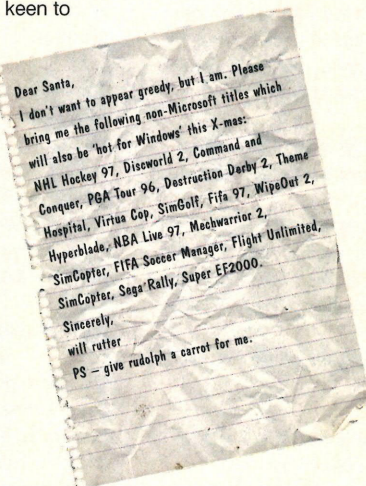 keen to
Dear Santa,
I don't want to appear greedy, but I am. Please
bring me the following non-Microsoft titles which
will also be 'hot for Windows' this X-mas:
NHL Hockey 97, Discworld 2, Command and
Conquer, PGA Tour 96, Destruction Derby 2, Theme
Hospital, Virtua Cop, SimGolf, Fifa 97, WipeOut 2,
Hyperblade, NBA Live 97, Mechwarrior 2,
SimCopter, FIFA Soccer Manager, Flight Unlimited,
SimCopter, Sega Rally, Super EF2000.
Sincerely,
will rutter
PS – give rudolph a carrot for me.